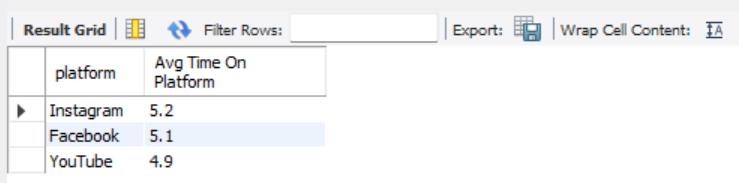 Result Grid Filter Rows: Export: Wrap Cell Content: IA
platform Avg Time On Platform
Instagram 5.2
Facebook 5.1
YouTube 4.9